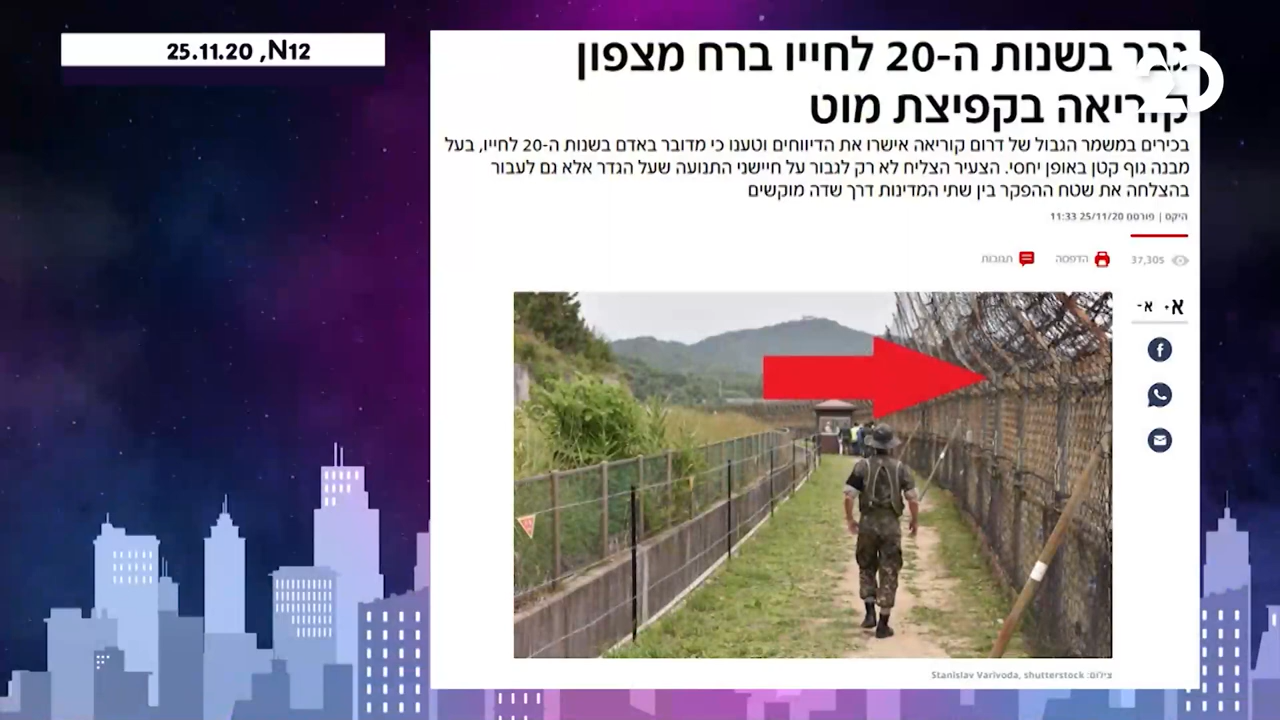 N12, 25.11.20
גבר בשנות ה-20 לחייו ברח מצפון
קוריאה בקפיצת מוט
בכירים במשמר הגבול של דרום קוריאה אישרו את הדיווחים וטענו כי מדובר באדם בשנות ה-20 לחייו, בעל
מבנה גוף קטן באופן יחסי. הצעיר הצליח לא רק לגבור על חיישני התנועה שעל הגדר אלא גם לעבור
בהצלחה את שטח ההפקר בין שתי המדינות דרך שדה מוקשים
היקס | פורסם 25/11/20 11:33
37,305 הדפסה תגובות
א+ א-
צילום: Stanislav Varivoda, shutterstock
20